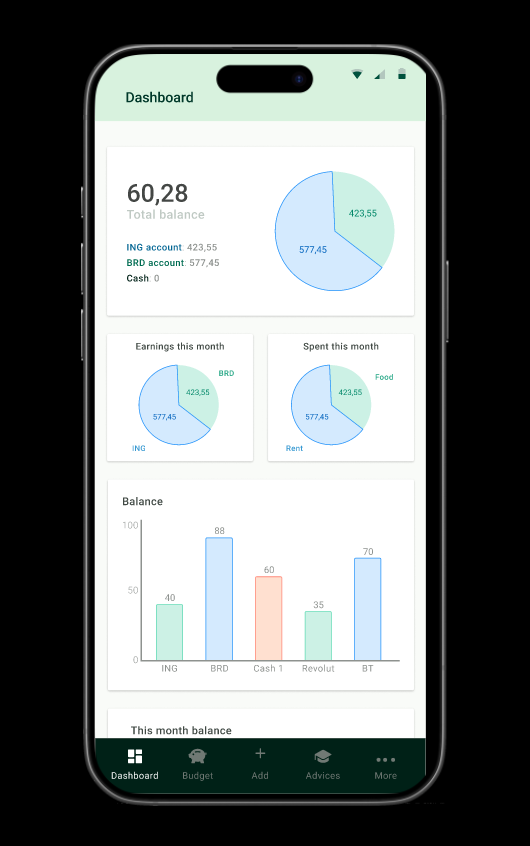 Dashboard
60,28
Total balance
ING account: 423,55
BRD account: 577,45
Cash: 0
423,55
577,45
Earnings this month
BRD
423,55
577,45
ING
Spent this month
Food
423,55
577,45
Rent
Balance
100
50
0
40
88
60
35
70
ING BRD Cash 1 Revolut BT
This month balance
Dashboard Budget Add Advices More